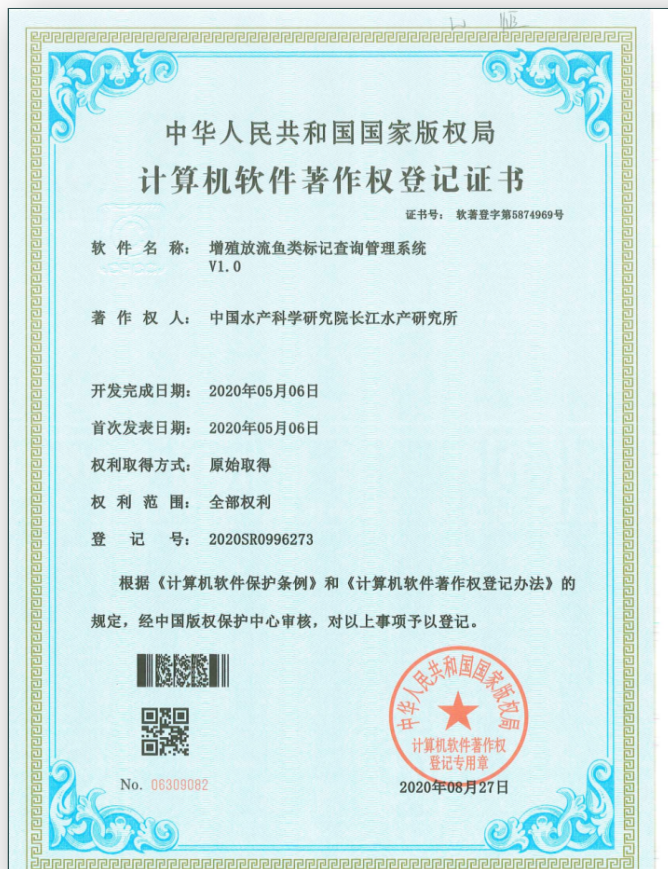 中华人民共和国国家版权局
计算机软件著作权登记证书
证书号： 软著登字第5874969号
软件名称： 增殖放流鱼类标记查询管理系统
V1.0
著作权人： 中国水产科学研究院长江水产研究所
开发完成日期： 2020年05月06日
首次发表日期： 2020年05月06日
权利取得方式： 原始取得
权利范围： 全部权利
登记号： 2020SR0996273
根据《计算机软件保护条例》和《计算机软件著作权登记办法》的
规定，经中国版权保护中心审核，对以上事项予以登记。
中华人民共和国国家版权局
计算机软件著作权
登记专用章
No. 06309082
2020年08月27日